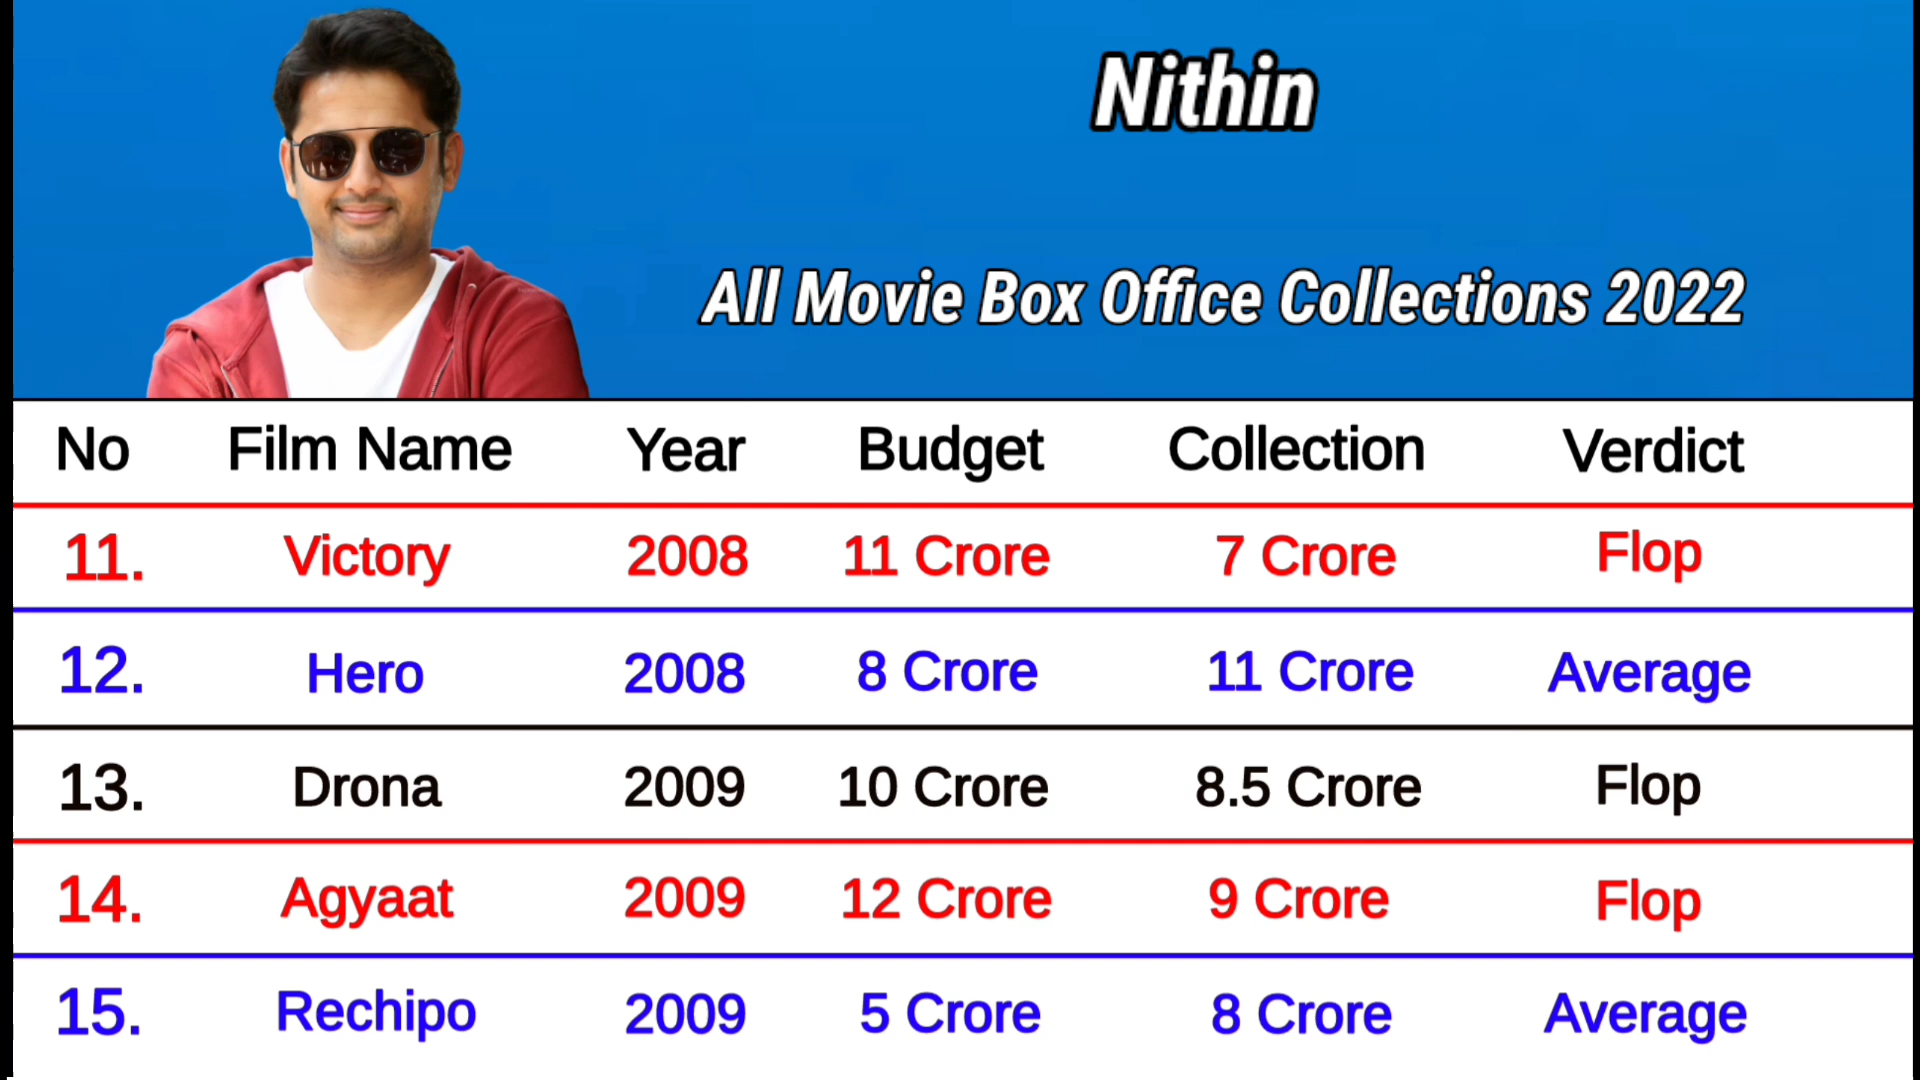 Nithin
All Movie Box Office Collections 2022
No Film Name Year Budget Collection Verdict
11. Victory 2008 11 Crore 7 Crore Flop
12. Hero 2008 8 Crore 11 Crore Average
13. Drona 2009 10 Crore 8.5 Crore Flop
14. Agyaat 2009 12 Crore 9 Crore Flop
15. Rechipo 2009 5 Crore 8 Crore Average